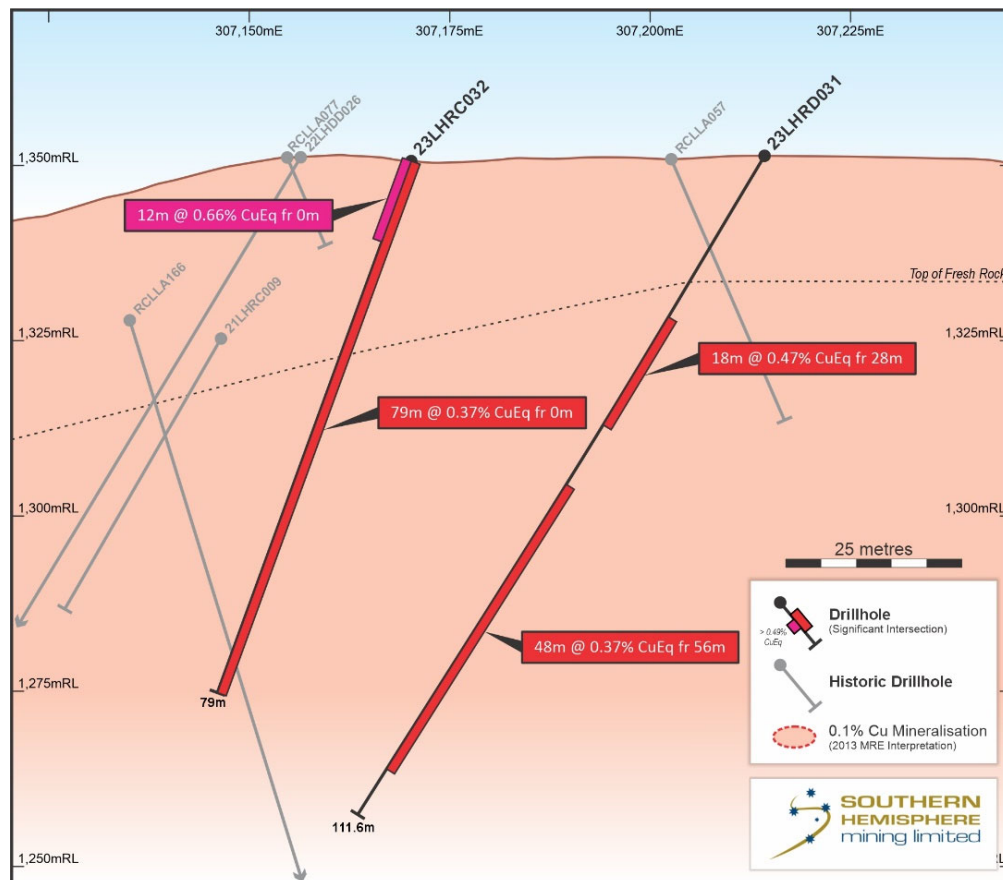 307,150mE
307,175mE
307,200mE
307,225mE
RCLLA077
22LHDD026
23LHRC032
RCLLA057
23LHRD031
1,350mRL
12m @ 0.66% CuEq fr 0m
RCLLA166
21LHRC009
Top of Fresh Rock
1,325mRL
1,325mRL
18m @ 0.47% CuEq fr 28m
79m @ 0.37% CuEq fr 0m
1,300mRL
1,300mRL
25 metres
Drillhole
(Significant Intersection)
> 0.49%
CuEq
48m @ 0.37% CuEq fr 56m
Historic Drillhole
1,275mRL
79m
0.1% Cu Mineralisation
(2013 MRE Interpretation)
SOUTHERN
HEMISPHERE
mining limited
111.6m
1,250mRL